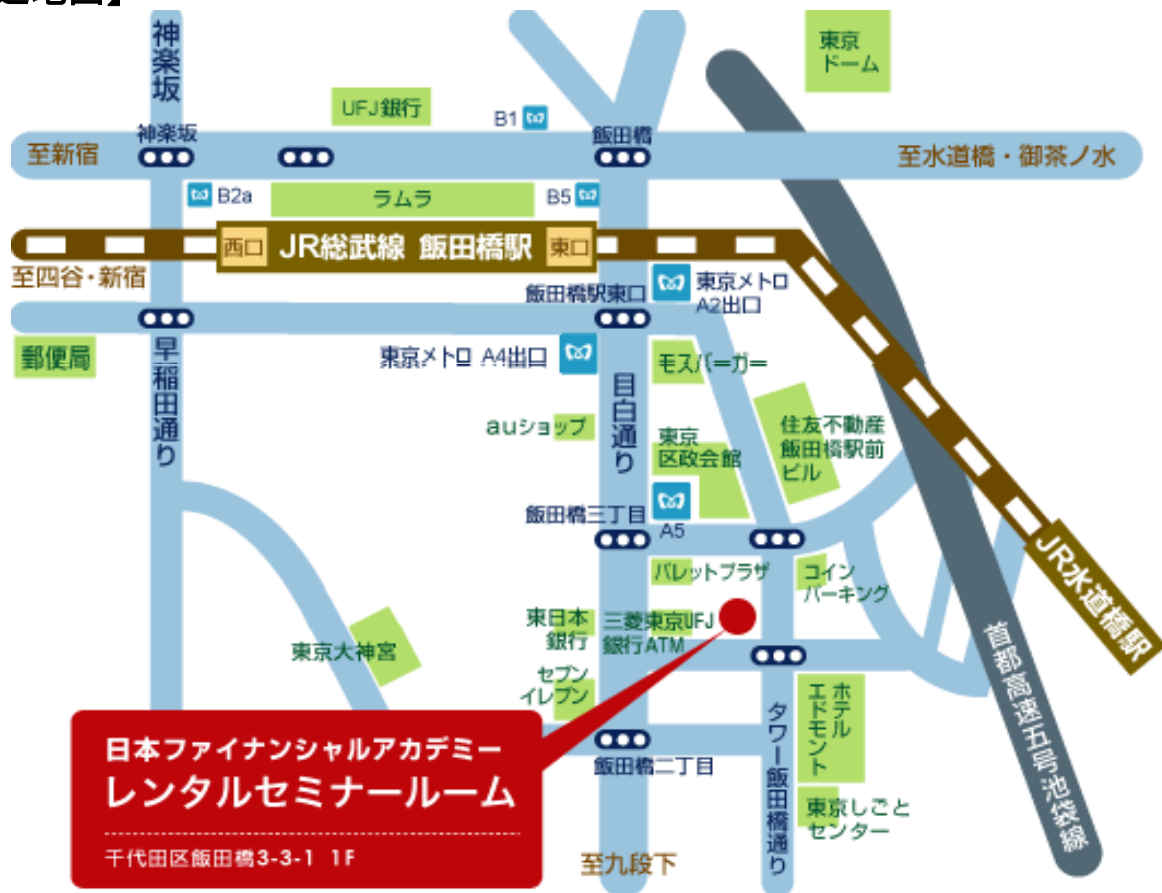 神楽坂
東京
ドーム
UFJ銀行
B1
神楽坂
飯田橋
至新宿
至水道橋・御茶ノ水
B2a
ラムラ
B5
西口
JR総武線 飯田橋駅
東口
至四谷・新宿
飯田橋駅東口
東京メトロ
A2出口
郵便局
早稲田通り
東京メトロ A4出口
目白通り
モスバーガー
auショップ
東京
区政会館
住友不動産
飯田橋駅前
ビル
飯田橋三丁目
A5
パレットプラザ
コイン
パーキング
JR水道橋駅
東日本
銀行
三菱東京UFJ
銀行ATM
東京大神宮
セブン
イレブン
首都高速五号池袋線
ホテル
エドモント
タワー飯田橋通り
日本ファイナンシャルアカデミー
レンタルセミナールーム
千代田区飯田橋3-3-1 1F
飯田橋二丁目
東京しごと
センター
至九段下